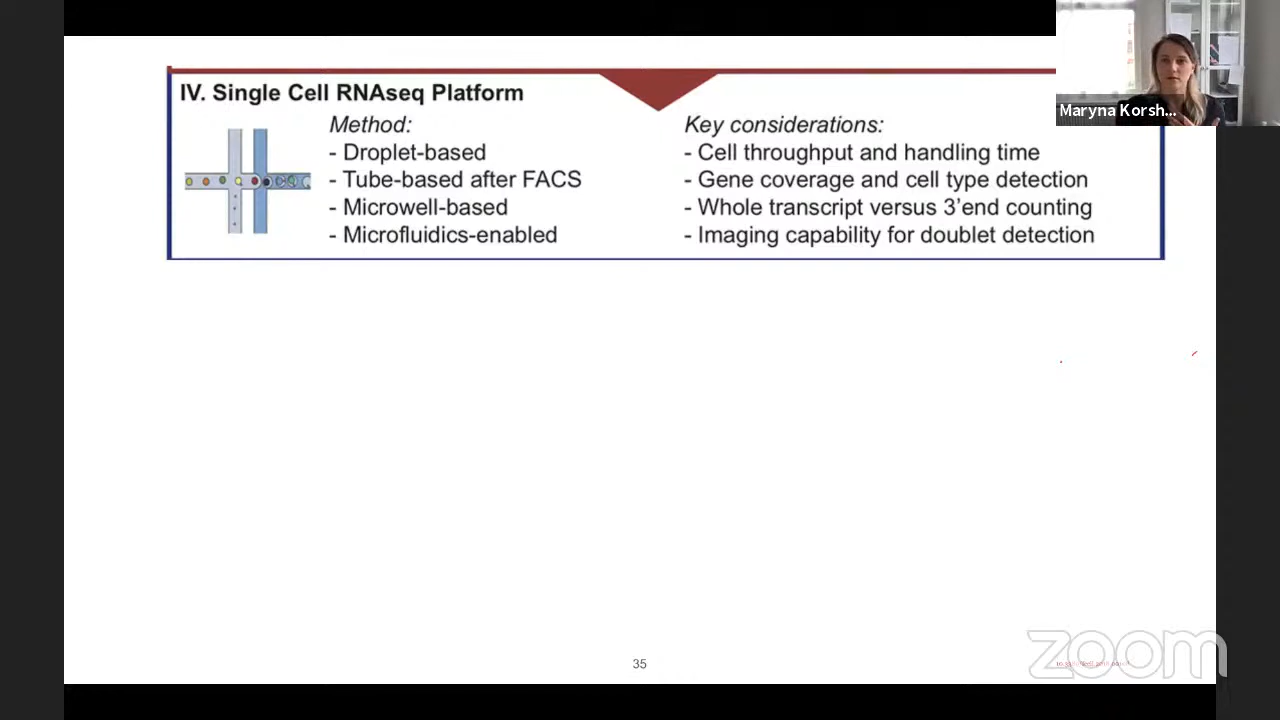 IV. Single Cell RNAseq Platform
Method:
- Droplet-based
- Tube-based after FACS
- Microwell-based
- Microfluidics-enabled
Key considerations:
- Cell throughput and handling time
- Gene coverage and cell type detection
- Whole transcript versus 3’end counting
- Imaging capability for doublet detection
Maryna Korsh...
35
zoom